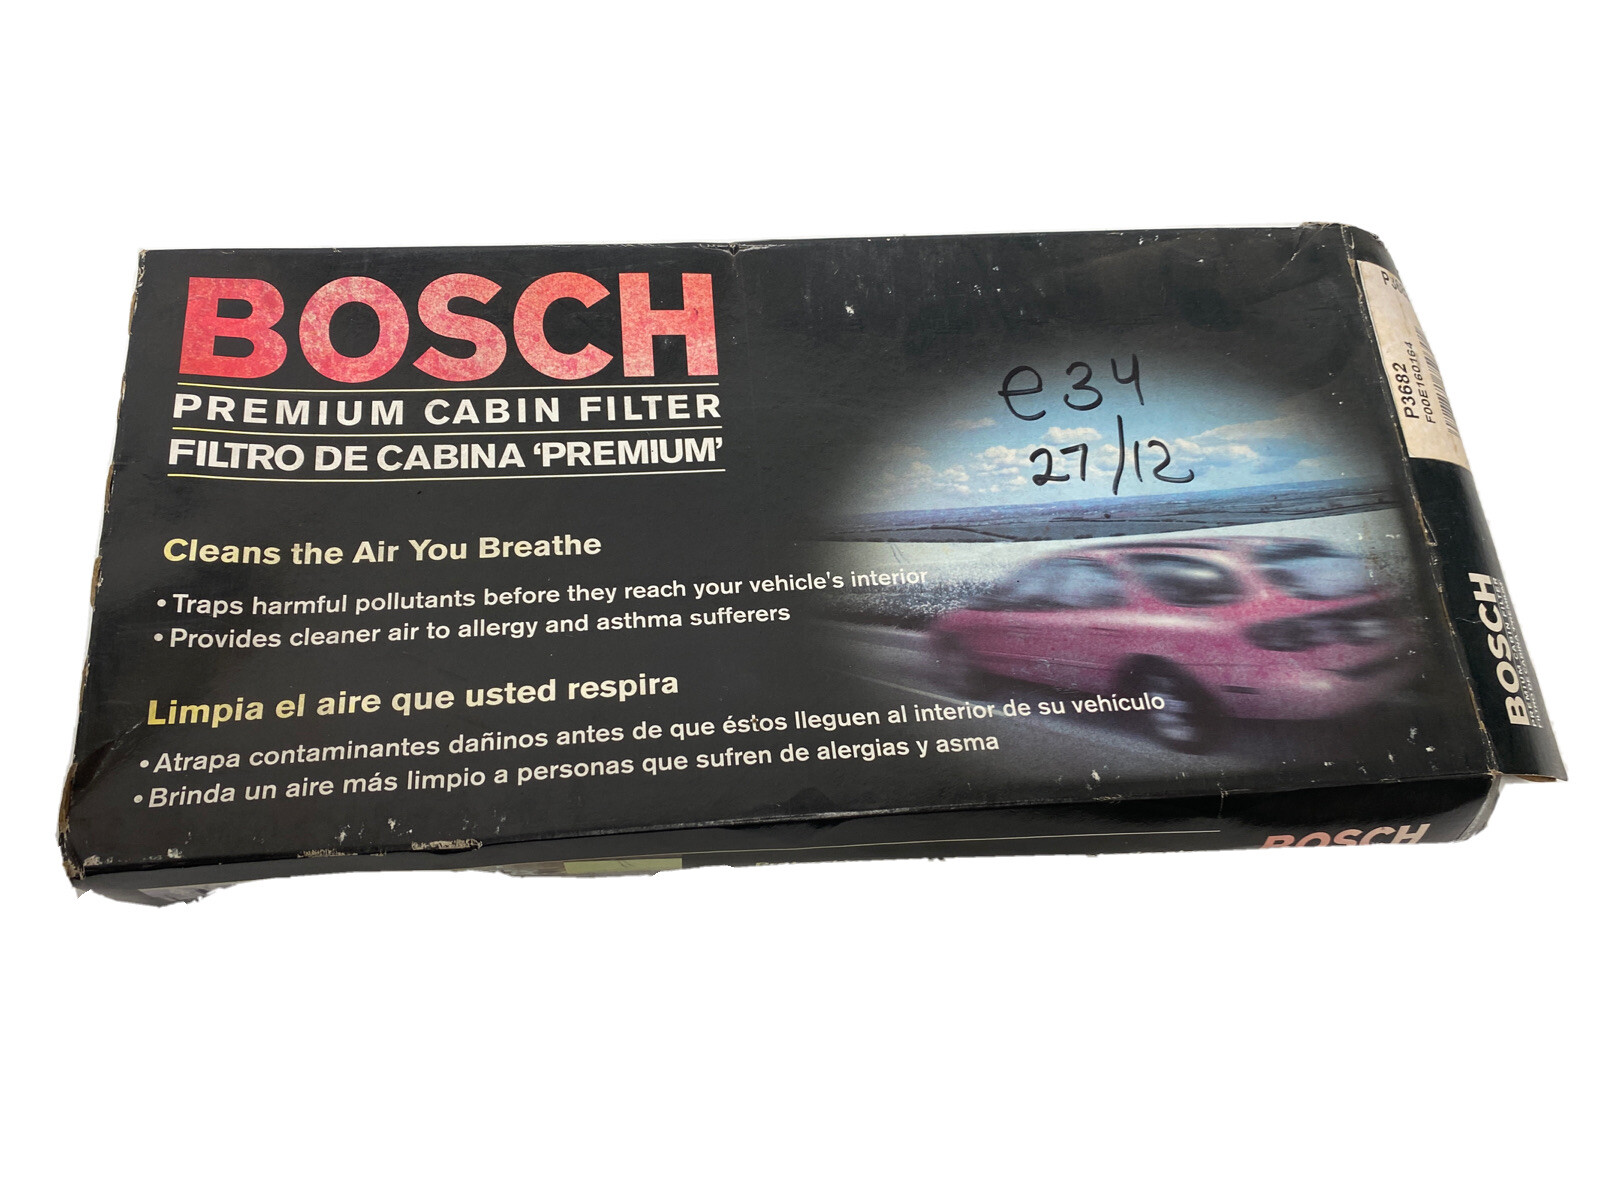 BOSCH
PREMIUM CABIN FILTER
FILTRO DE CABINA ‘PREMIUM’
Cleans the Air You Breathe
• Traps harmful pollutants before they reach your vehicle's interior
• Provides cleaner air to allergy and asthma sufferers
Limpia el aire que usted respira
• Atrapa contaminantes dañinos antes de que éstos lleguen al interior de su vehículo
• Brinda un aire más limpio a personas que sufren de alergias y asma
e34
27/12
P3682
F00E160164
BOSCH
PREMIUM CABIN FILTER
BOSCH